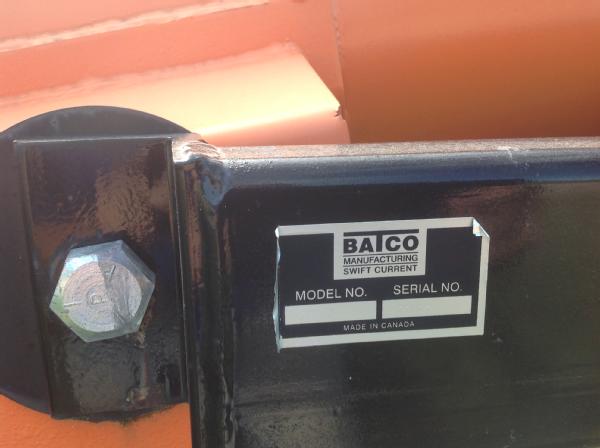 BATCO
MANUFACTURING
SWIFT CURRENT
MODEL NO. SERIAL NO.
MADE IN CANADA